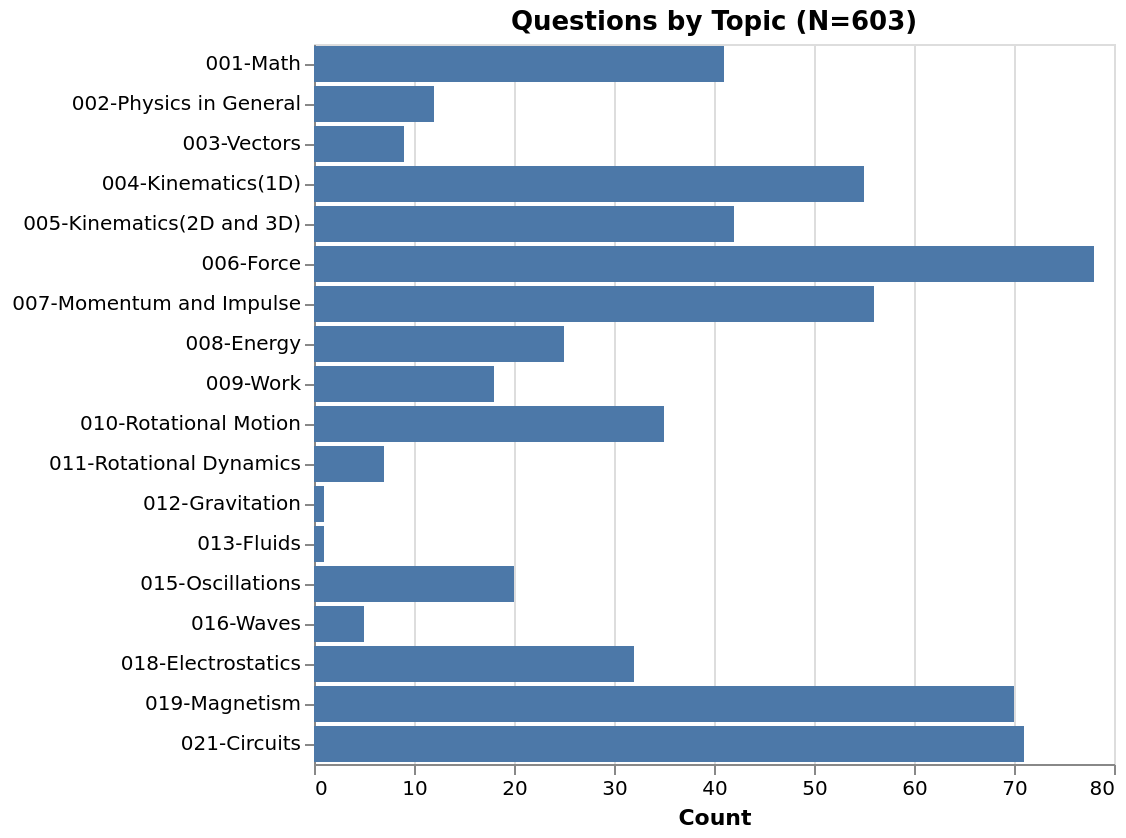 Questions by Topic (N=603)
001-Math
002-Physics in General
003-Vectors
004-Kinematics(1D)
005-Kinematics(2D and 3D)
006-Force
007-Momentum and Impulse
008-Energy
009-Work
010-Rotational Motion
011-Rotational Dynamics
012-Gravitation
013-Fluids
015-Oscillations
016-Waves
018-Electrostatics
019-Magnetism
021-Circuits
0 10 20 30 40 50 60 70 80
Count